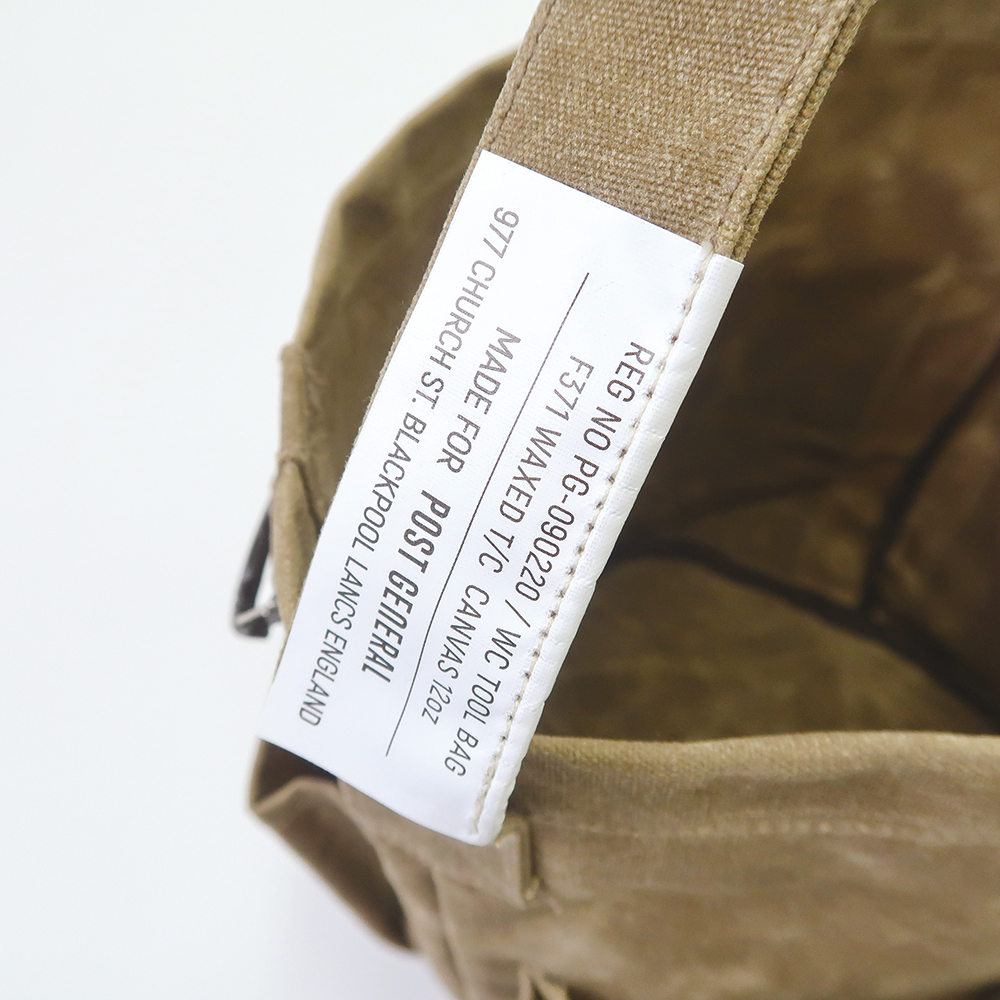 REG NO PG-090220 / WC TOOL BAG
F371 WAXED T/C CANVAS 12OZ
MADE FOR POST GENERAL
977 CHURCH ST. BLACKPOOL LANCS ENGLAND